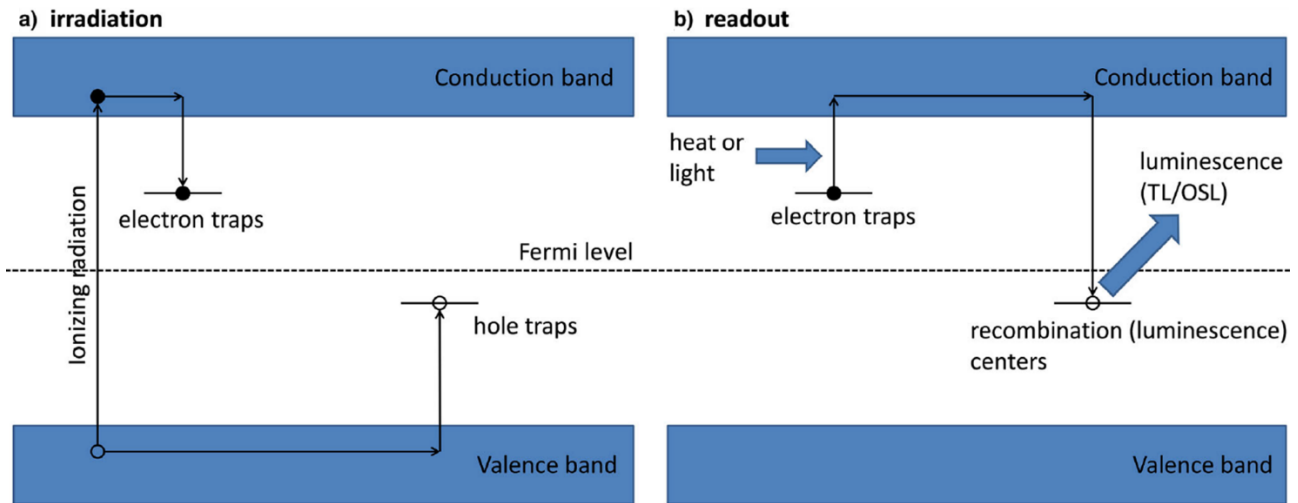 a) irradiation
Conduction band
electron traps
Ionizing radiation
Fermi level
hole traps
Valence band
b) readout
Conduction band
heat or
light
electron traps
luminescence
(TL/OSL)
recombination (luminescence)
centers
Valence band